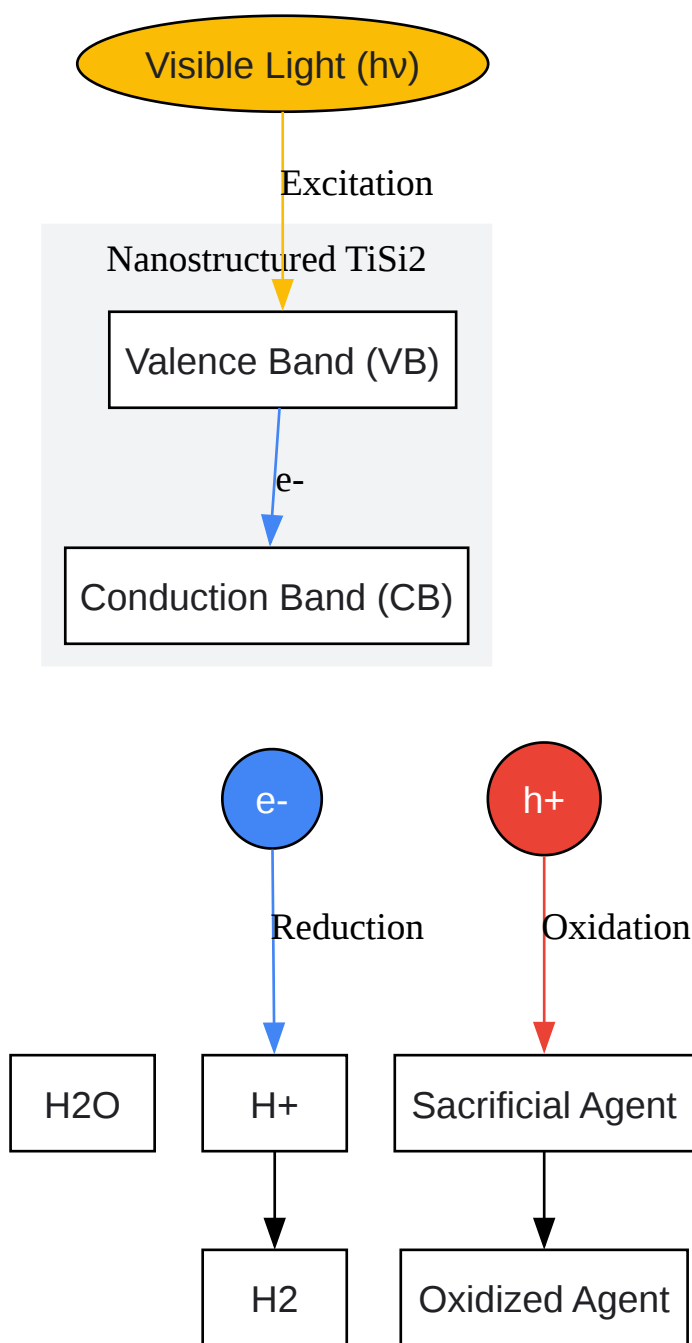 Visible Light (hν)
Excitation
Nanostructured TiSi2
Valence Band (VB)
e-
Conduction Band (CB)
e-
h+
Reduction
Oxidation
H2O
H+
Sacrificial Agent
H2
Oxidized Agent